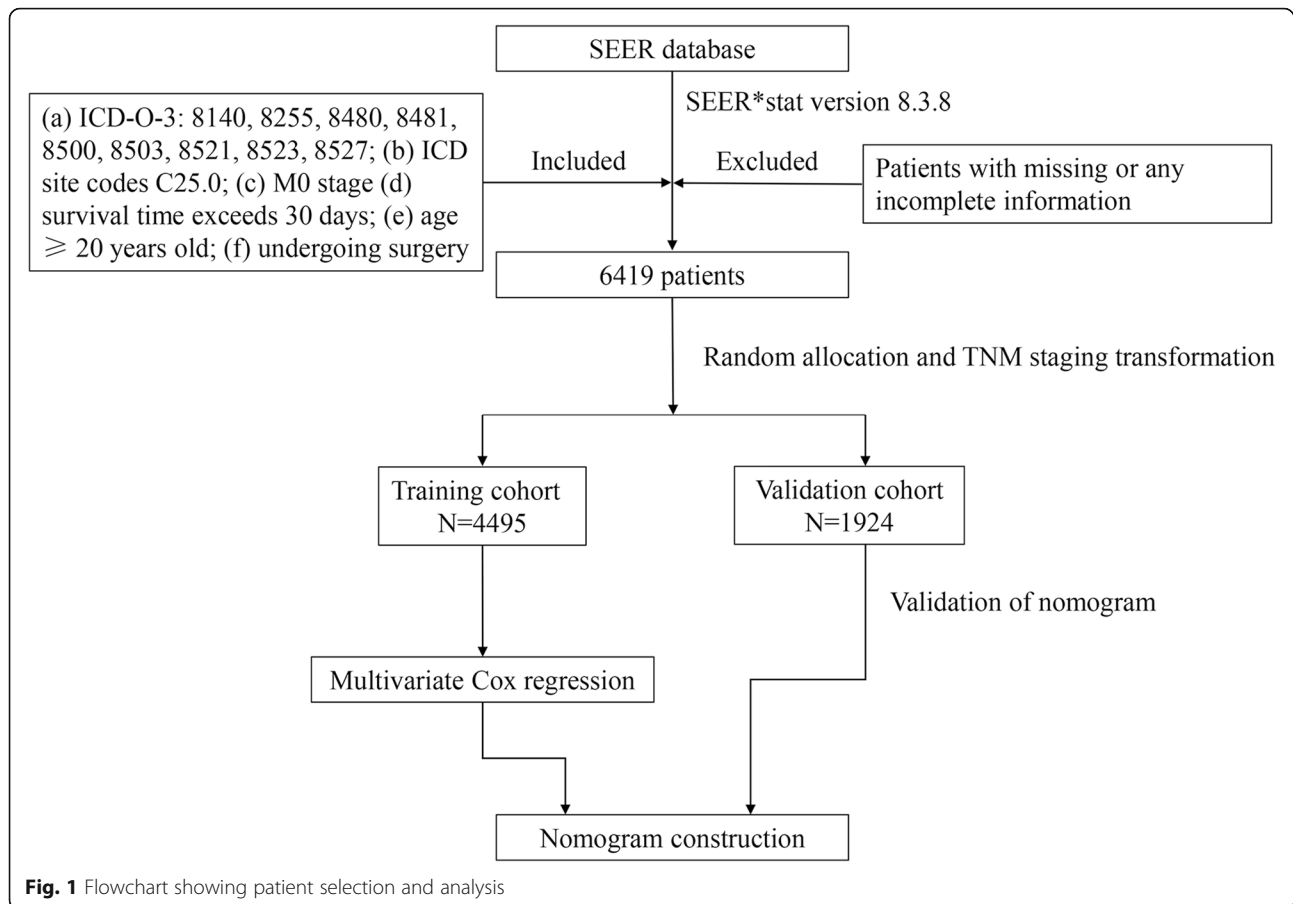 SEER database
SEER*stat version 8.3.8
(a) ICD-O-3: 8140, 8255, 8480, 8481,
8500, 8503, 8521, 8523, 8527; (b) ICD
site codes C25.0; (c) M0 stage (d)
survival time exceeds 30 days; (e) age
≥ 20 years old; (f) undergoing surgery
Included
Excluded
Patients with missing or any
incomplete information
6419 patients
Random allocation and TNM staging transformation
Training cohort
N=4495
Validation cohort
N=1924
Validation of nomogram
Multivariate Cox regression
Nomogram construction
Fig. 1 Flowchart showing patient selection and analysis